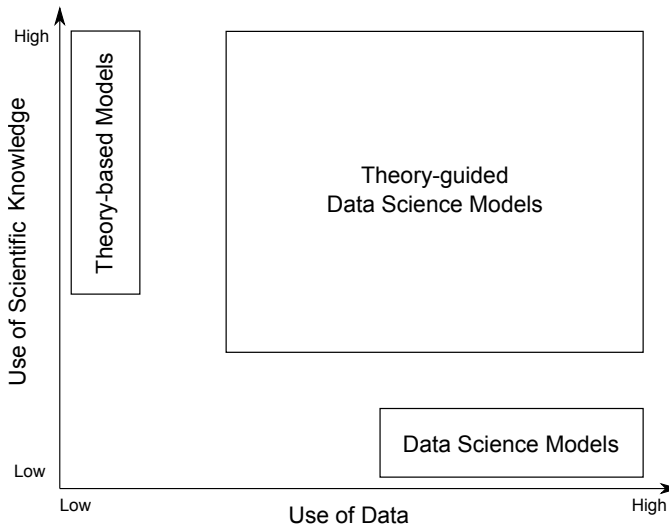 High
Use of Scientific Knowledge
Theory-based Models
Theory-guided
Data Science Models
Data Science Models
Low
Low
Use of Data
High